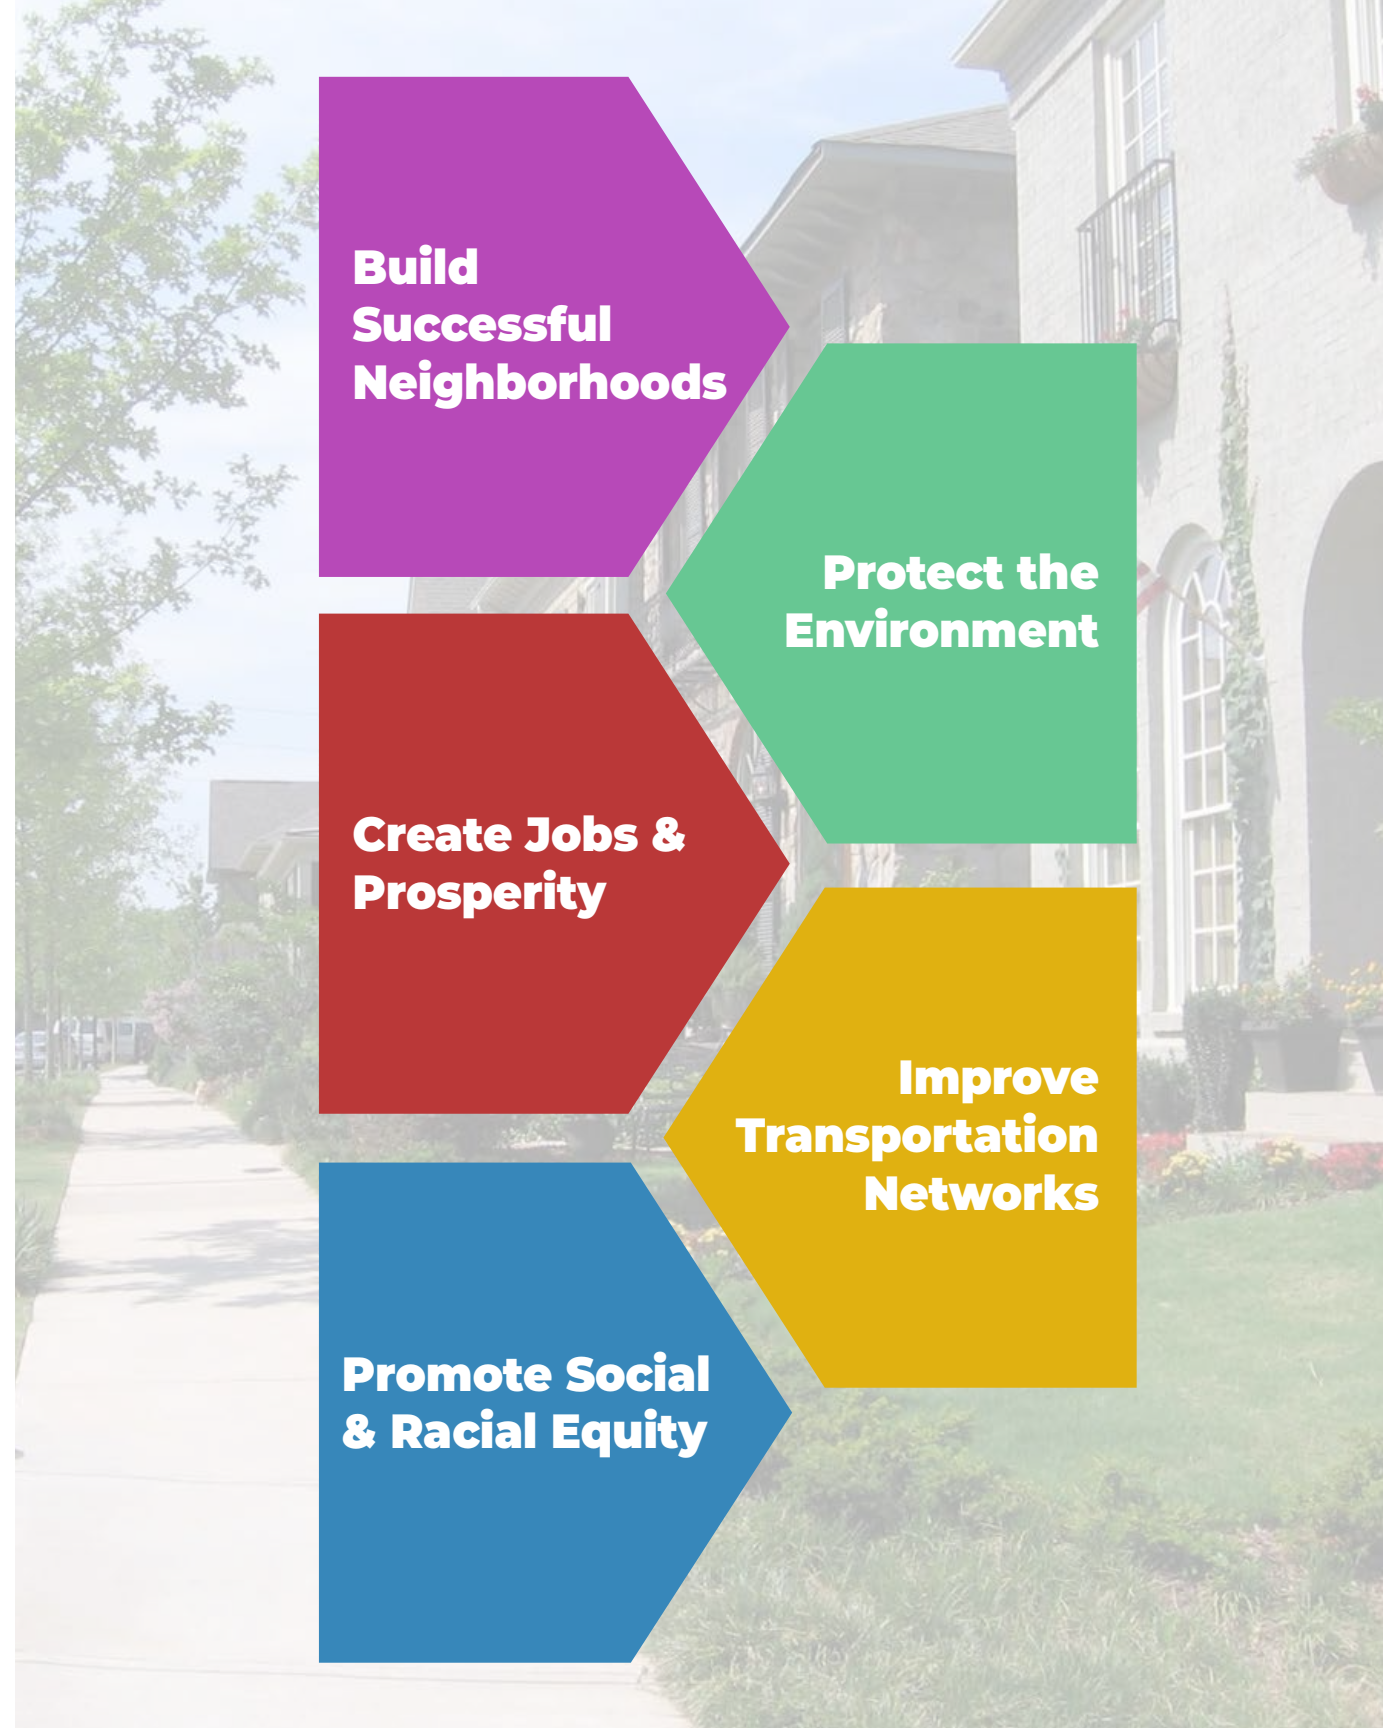 Build
Successful
Neighborhoods
Protect the
Environment
Create Jobs &
Prosperity
Improve
Transportation
Networks
Promote Social
& Racial Equity